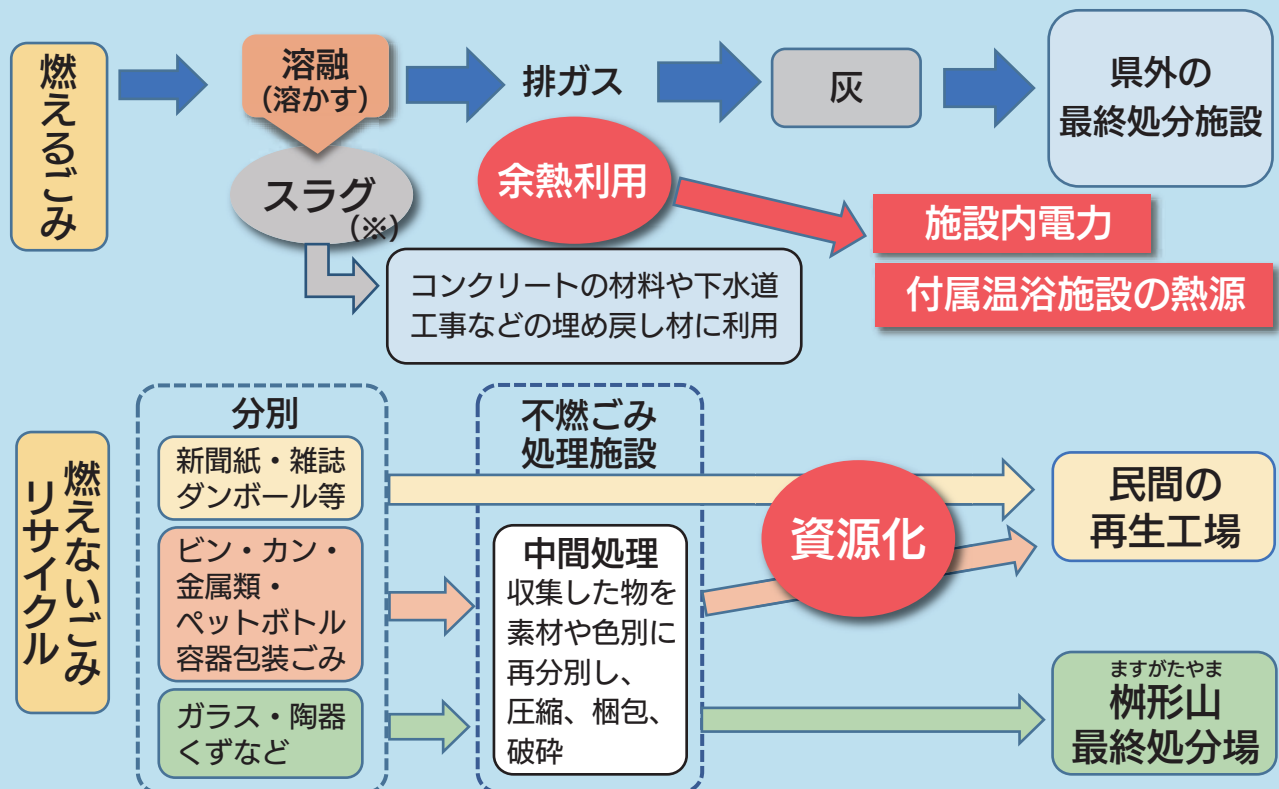 燃えるごみ
溶融
(溶かす)
排ガス
灰
県外の
最終処分施設
スラグ
(※)
余熱利用
施設内電力
付属温浴施設の熱源
コンクリートの材料や下水道
工事などの埋め戻し材に利用
燃えないごみ
リサイクル
分別
新聞紙・雑誌
ダンボール等
ビン・カン・
金属類・
ペットボトル
容器包装ごみ
ガラス・陶器
くずなど
不燃ごみ
処理施設
中間処理
収集した物を
素材や色別に
再分別し、
圧縮、梱包、
破砕
資源化
民間の
再生工場
ますがたやま
桝形山
最終処分場